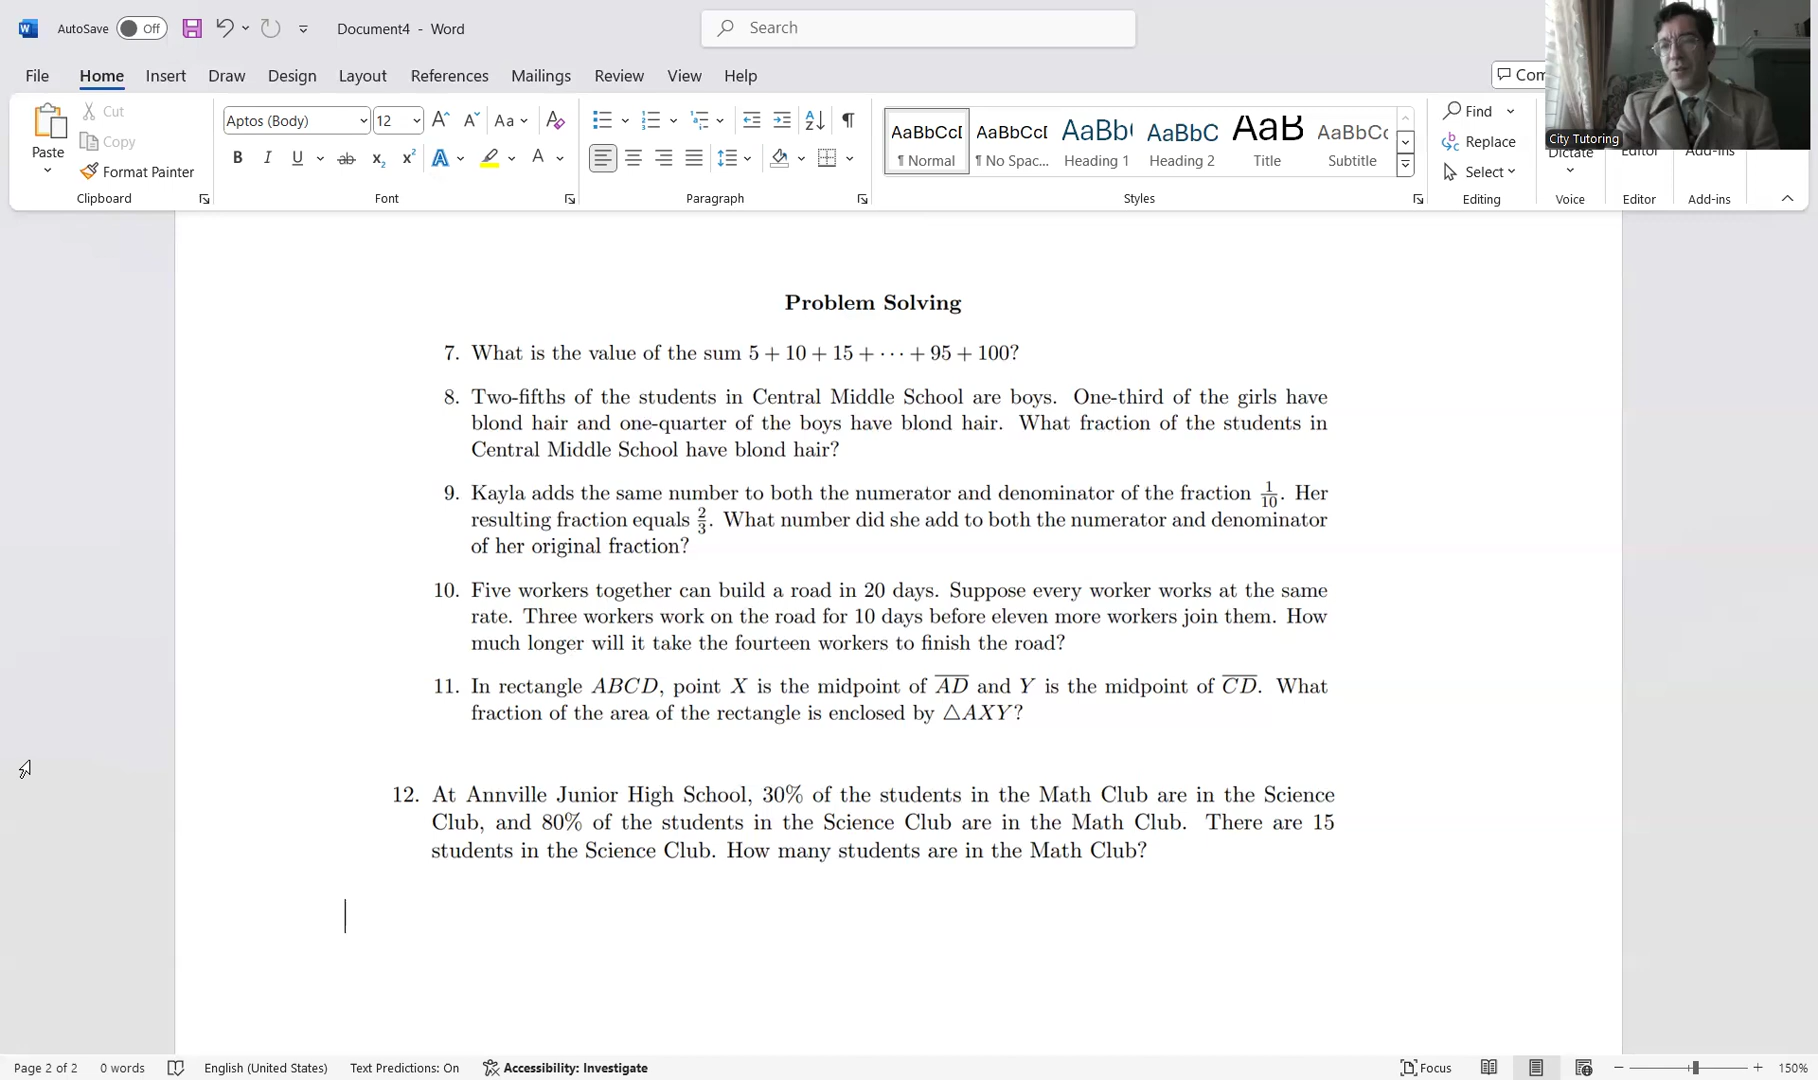 AutoSave Off Document4 - Word Search
File Home Insert Draw Design Layout References Mailings Review View Help Com
Paste Cut Copy Format Painter Clipboard
Aptos (Body) 12 Aa B I U ab x₂ x² A A Font
Paragraph
AaBbCcD ¶ Normal AaBbCcD ¶ No Spac... AaBb( Heading 1 AaBbC Heading 2 AaB Title AaBbCc Subtitle Styles
Find Replace Select Editing
Dictate Voice Editor Editor Add-ins Add-ins
City Tutoring
Problem Solving
7. What is the value of the sum 5 + 10 + 15 + ··· + 95 + 100?
8. Two-fifths of the students in Central Middle School are boys. One-third of the girls have
blond hair and one-quarter of the boys have blond hair. What fraction of the students in
Central Middle School have blond hair?
9. Kayla adds the same number to both the numerator and denominator of the fraction 1/10. Her
resulting fraction equals 2/3. What number did she add to both the numerator and denominator
of her original fraction?
10. Five workers together can build a road in 20 days. Suppose every worker works at the same
rate. Three workers work on the road for 10 days before eleven more workers join them. How
much longer will it take the fourteen workers to finish the road?
11. In rectangle ABCD, point X is the midpoint of A̅D̅ and Y is the midpoint of C̅D̅. What
fraction of the area of the rectangle is enclosed by △AXY?
12. At Annville Junior High School, 30% of the students in the Math Club are in the Science
Club, and 80% of the students in the Science Club are in the Math Club. There are 15
students in the Science Club. How many students are in the Math Club?
Page 2 of 2 0 words English (United States) Text Predictions: On Accessibility: Investigate Focus 150%